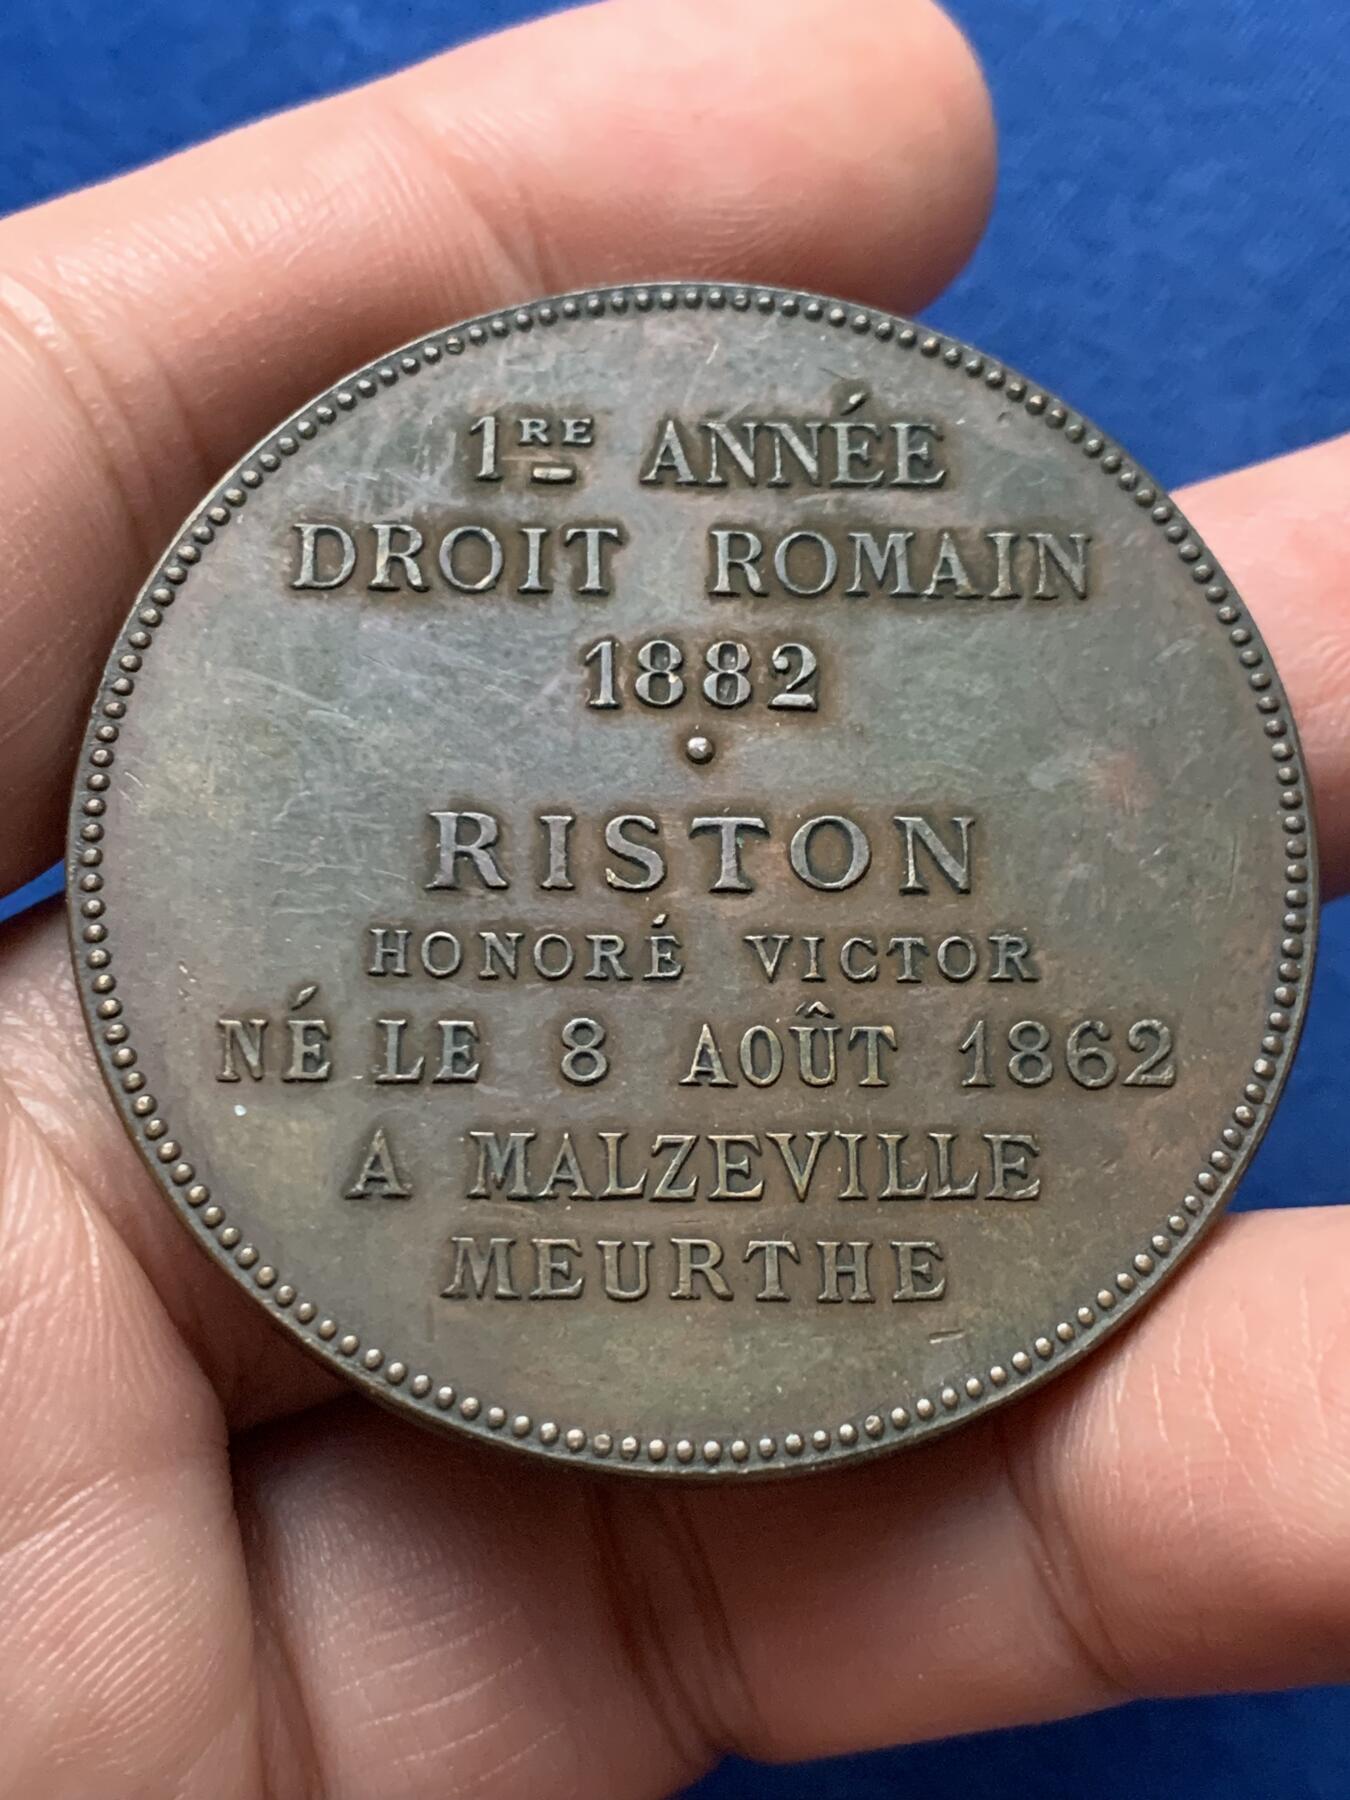 1RE ANNÉE
DROIT ROMAIN
1882
RISTON
HONORÉ VICTOR
NÉ LE 8 AOÛT 1862
A MALZEVILLE
MEURTHE